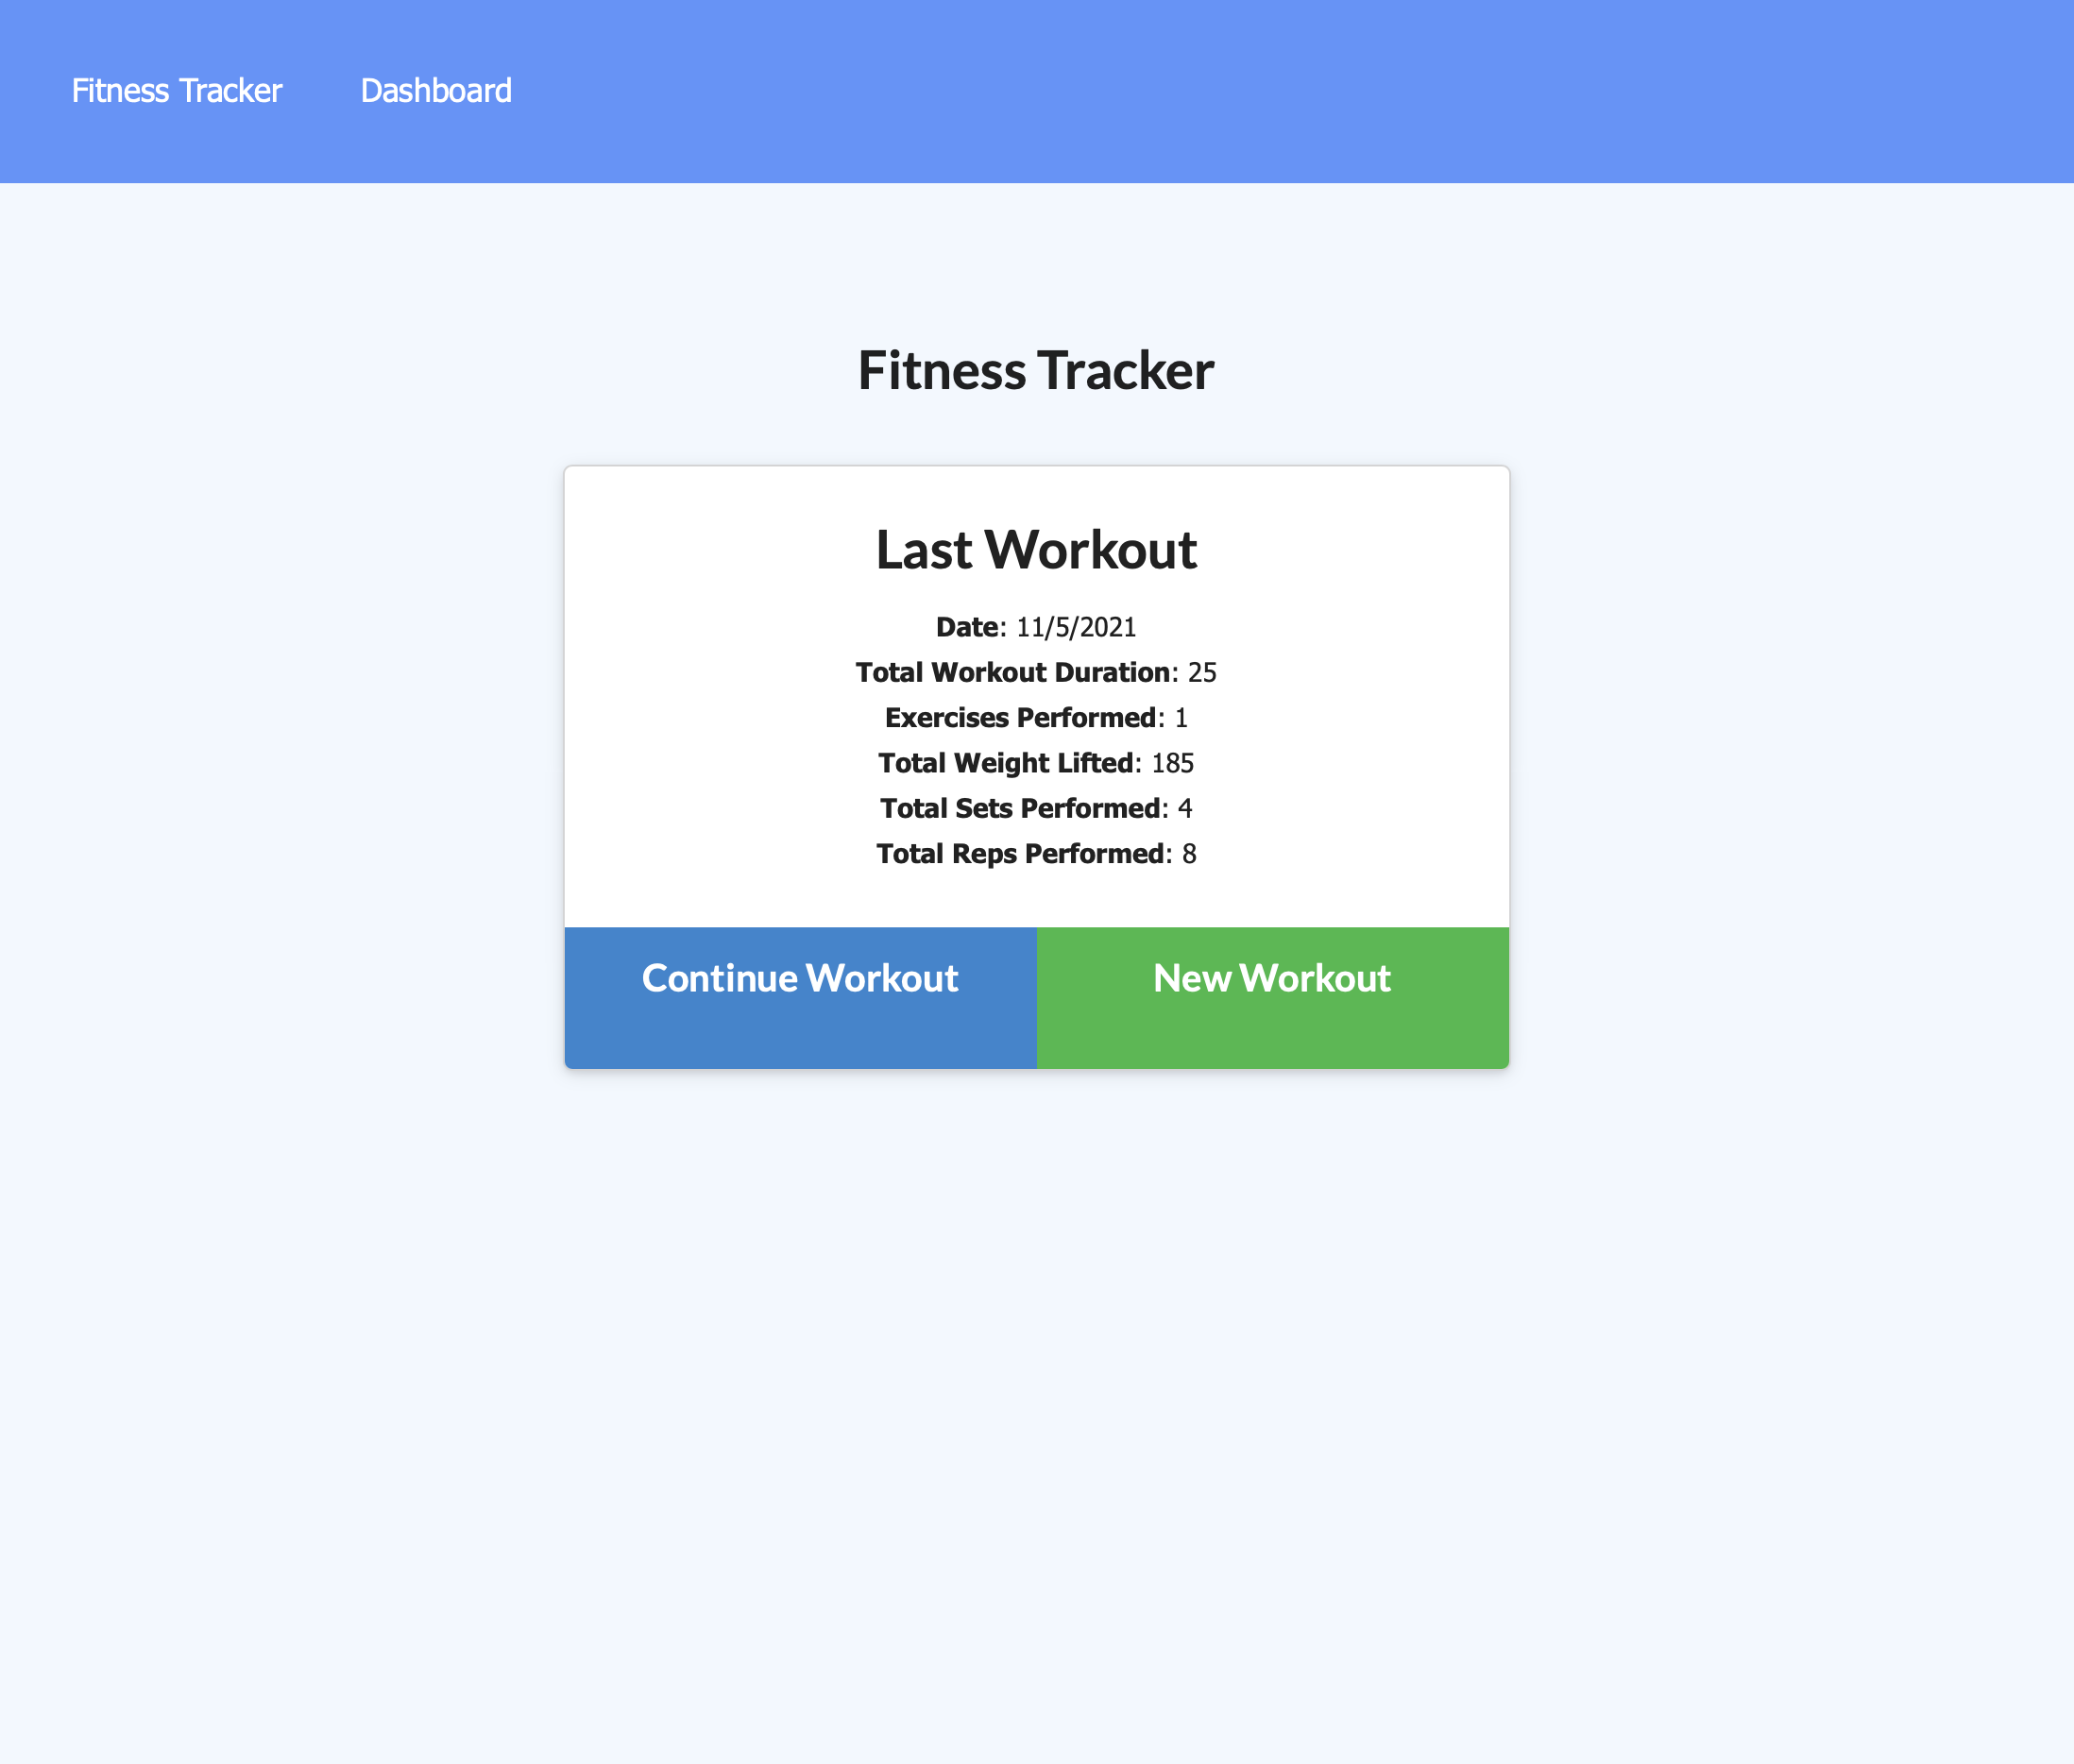 Fitness Tracker Dashboard
Fitness Tracker
Last Workout
Date: 11/5/2021
Total Workout Duration: 25
Exercises Performed: 1
Total Weight Lifted: 185
Total Sets Performed: 4
Total Reps Performed: 8
Continue Workout New Workout